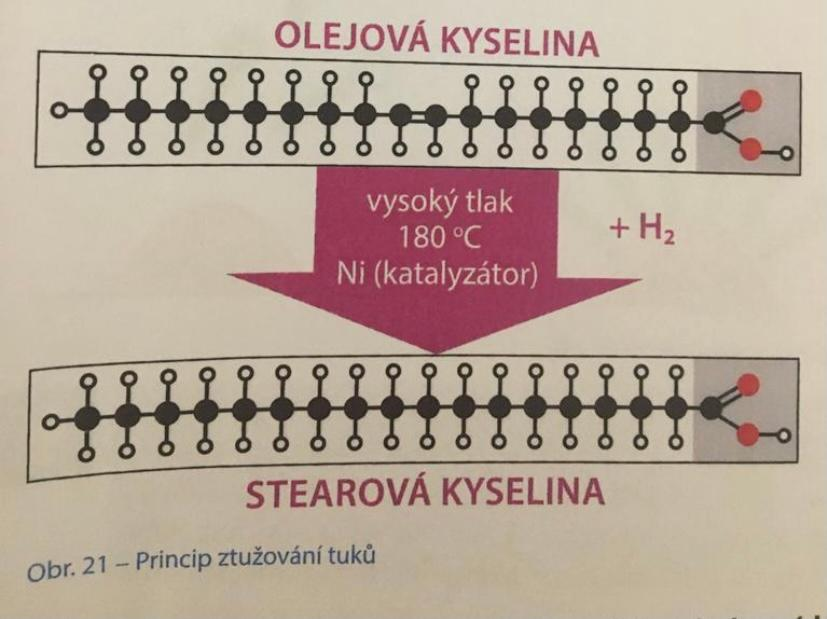 OLEJOVÁ KYSELINA
vysoký tlak
180 °C
Ni (katalyzátor)
+ H₂
STEAROVÁ KYSELINA
Obr. 21 – Princip ztužování tuků